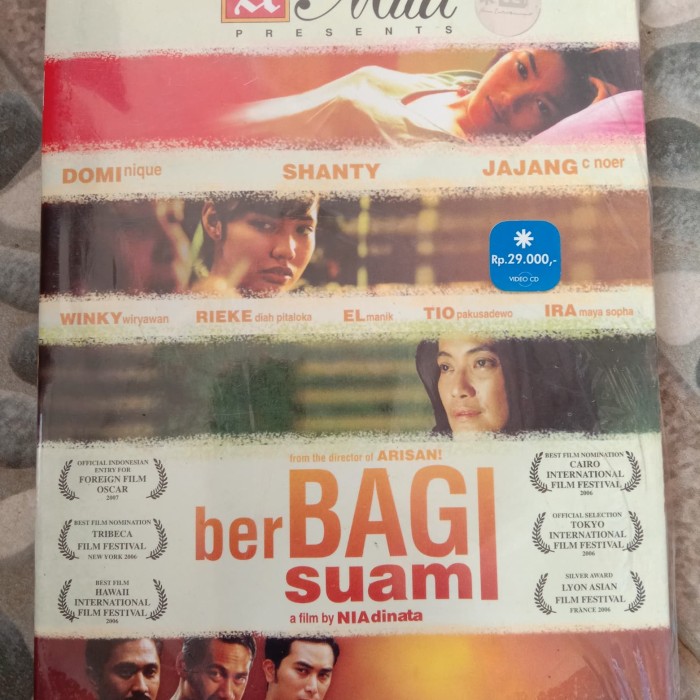 PRESENTS
DOMInique SHANTY JAJANG c noer
Rp.29.000,-
VIDEO CD
WINKY wiryawan RIEKE diah pitaloka EL manik TIO pakusadewo IRA maya sopha
from the director of ARISAN!
berBAGI
suamI
a film by NIAdinata
OFFICIAL INDONESIAN
ENTRY FOR
FOREIGN FILM
OSCAR
2007
BEST FILM NOMINATION
TRIBECA
FILM FESTIVAL
NEW YORK 2006
BEST FILM
HAWAII
INTERNATIONAL
FILM FESTIVAL
2006
BEST FILM NOMINATION
CAIRO
INTERNATIONAL
FILM FESTIVAL
2006
OFFICIAL SELECTION
TOKYO
INTERNATIONAL
FILM FESTIVAL
2006
SILVER AWARD
LYON ASIAN
FILM FESTIVAL
FRANCE 2006